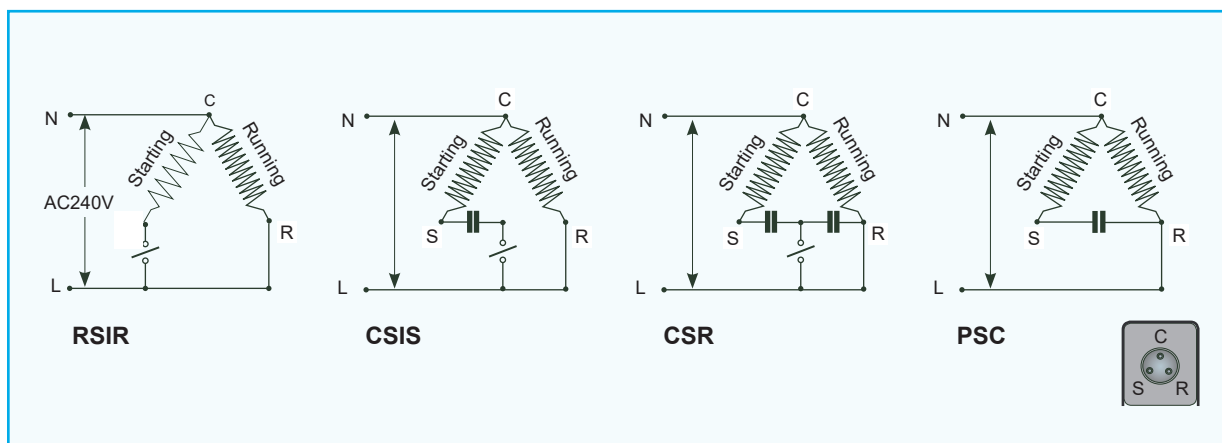 C
N
Starting
Running
AC240V
R
L
RSIR
C
N
Starting
Running
S
R
L
CSIS
C
N
Starting
Running
S
R
L
CSR
C
N
Starting
Running
S
R
L
PSC
C
S R